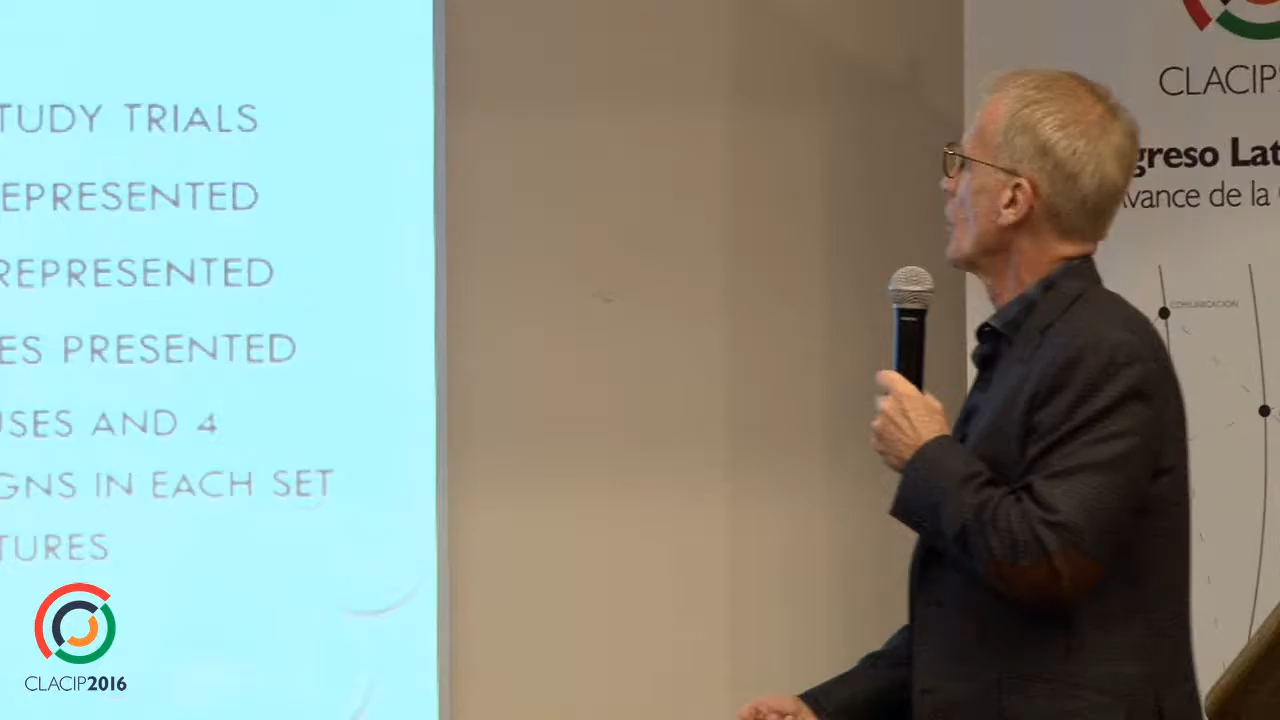 TUDY TRIALS
EPRESENTED
REPRESENTED
ES PRESENTED
USES AND 4
GNS IN EACH SET
TURES
CLACIP2016
CLACIP
greso Lat
vance de la
COMUNICACION